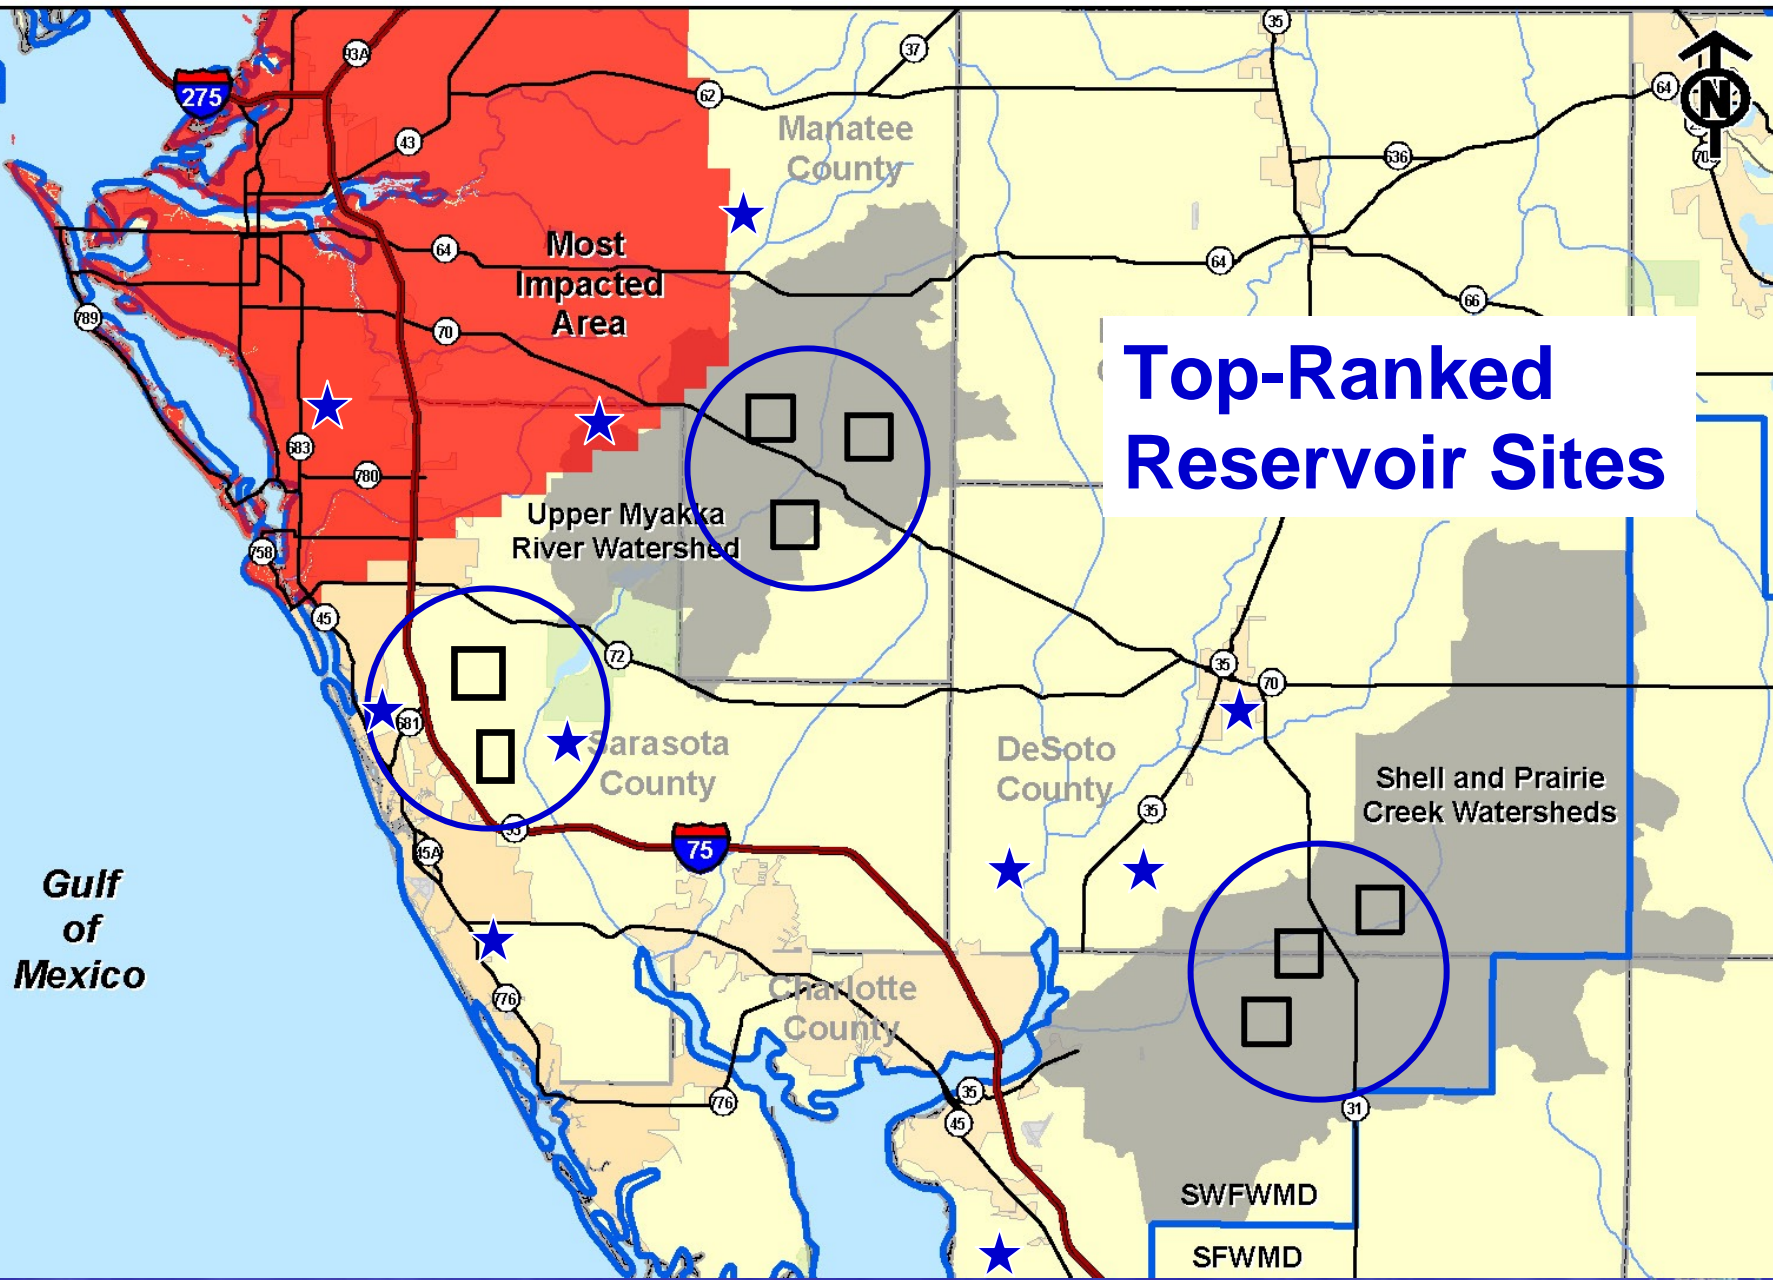 Top-Ranked
Reservoir Sites
Manatee
County
Most
Impacted
Area
Upper Myakka
River Watershed
Sarasota
County
DeSoto
County
Shell and Prairie
Creek Watersheds
Charlotte
County
Gulf
of
Mexico
SWFWMD
SFWMD
N
275
93A
37
35
64
62
43
636
64
64
66
789
70
683
780
758
45
72
35
70
681
35
93
75
45A
776
776
35
45
31